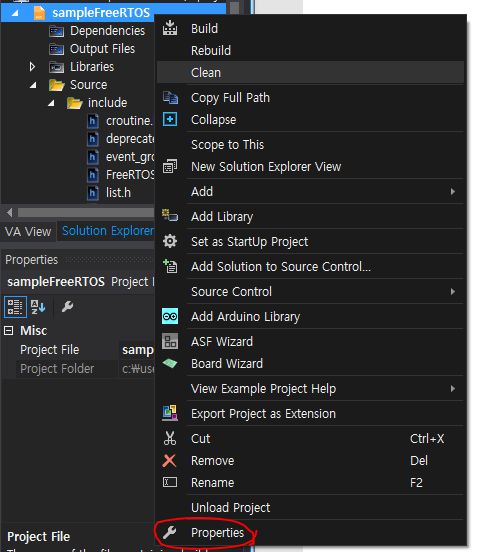 sampleFreeRTOS
Dependencies
Output Files
Libraries
Source
include
croutine.
deprecate
event_gro
FreeRTOS
list.h
VA View
Solution Explorer
Properties
sampleFreeRTOS Project
Misc
Project File
samp
Project Folder
c:₩use
Project File
Build
Rebuild
Clean
Copy Full Path
Collapse
Scope to This
New Solution Explorer View
Add
Add Library
Set as StartUp Project
Add Solution to Source Control...
Source Control
Add Arduino Library
ASF Wizard
Board Wizard
View Example Project Help
Export Project as Extension
Cut Ctrl+X
Remove Del
Rename F2
Unload Project
Properties